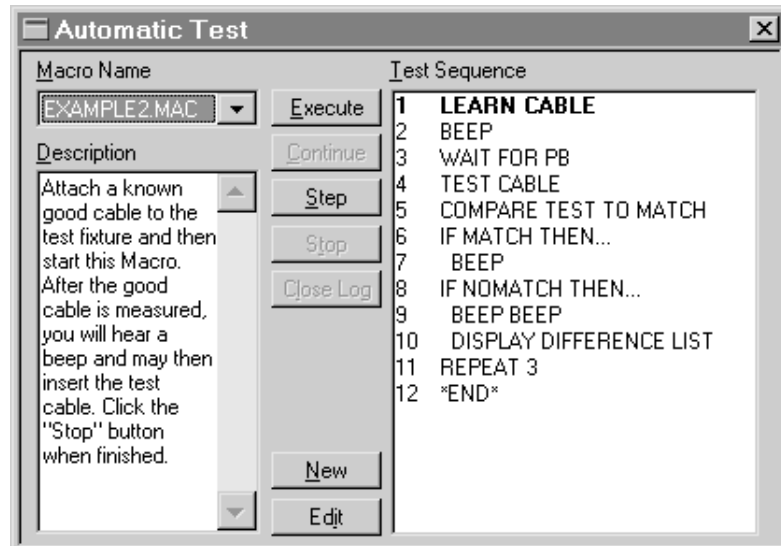 Automatic Test
Macro Name
EXAMPLE2.MAC
Description
Attach a known
good cable to the
test fixture and then
start this Macro.
After the good
cable is measured,
you will hear a
beep and may then
insert the test
cable. Click the
"Stop" button
when finished.
Execute
Continue
Step
Stop
Close Log
New
Edit
Test Sequence
1 LEARN CABLE
2 BEEP
3 WAIT FOR PB
4 TEST CABLE
5 COMPARE TEST TO MATCH
6 IF MATCH THEN...
7 BEEP
8 IF NOMATCH THEN...
9 BEEP BEEP
10 DISPLAY DIFFERENCE LIST
11 REPEAT 3
12 *END*